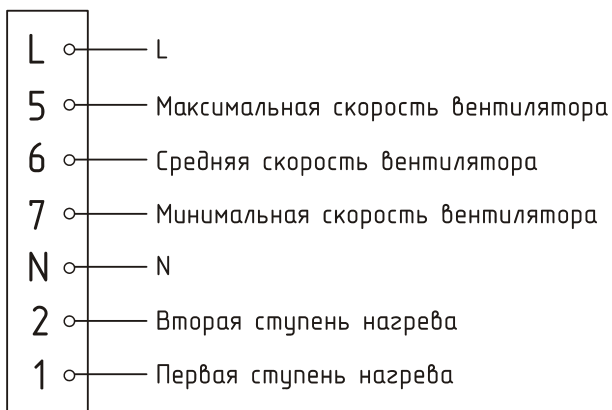 L L
5 Максимальная скорость вентилятора
6 Средняя скорость вентилятора
7 Минимальная скорость вентилятора
N N
2 Вторая ступень нагрева
1 Первая ступень нагрева